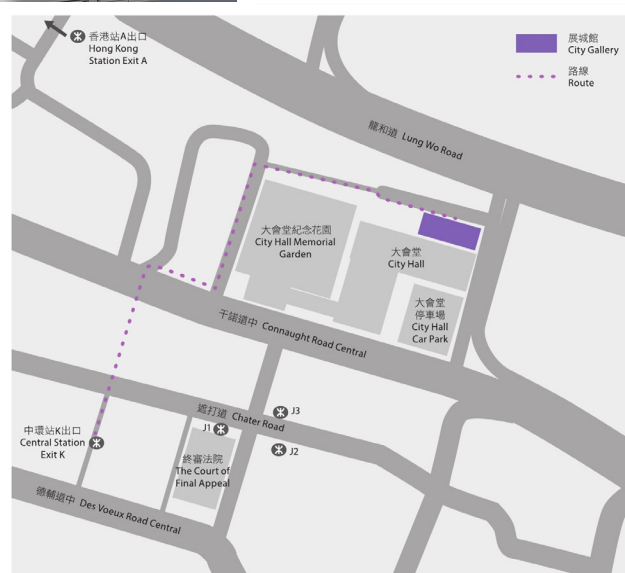 香港站A出口
Hong Kong
Station Exit A
展城館
City Gallery
路線
Route
龍和道 Lung Wo Road
大會堂紀念花園
City Hall Memorial
Garden
大會堂
City Hall
大會堂
停車場
City Hall
Car Park
干諾道中 Connaught Road Central
遮打道 Chater Road
J3
J1
J2
中環站K出口
Central Station
Exit K
終審法院
The Court of
Final Appeal
德輔道中 Des Voeux Road Central